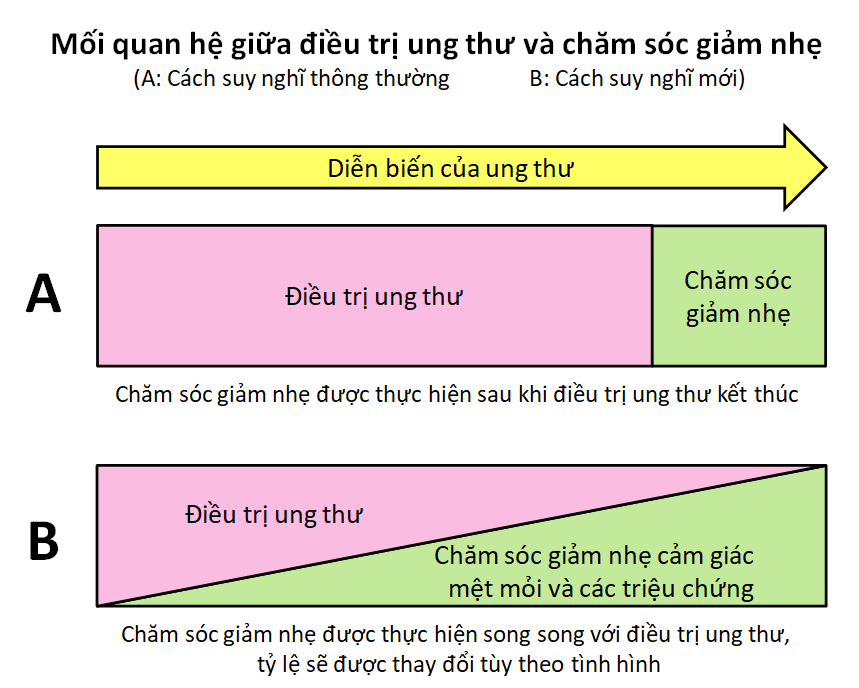 Mối quan hệ giữa điều trị ung thư và chăm sóc giảm nhẹ
(A: Cách suy nghĩ thông thường B: Cách suy nghĩ mới)
Diễn biến của ung thư
A
Điều trị ung thư
Chăm sóc
giảm nhẹ
Chăm sóc giảm nhẹ được thực hiện sau khi điều trị ung thư kết thúc
B
Điều trị ung thư
Chăm sóc giảm nhẹ cảm giác
mệt mỏi và các triệu chứng
Chăm sóc giảm nhẹ được thực hiện song song với điều trị ung thư,
tỷ lệ sẽ được thay đổi tùy theo tình hình